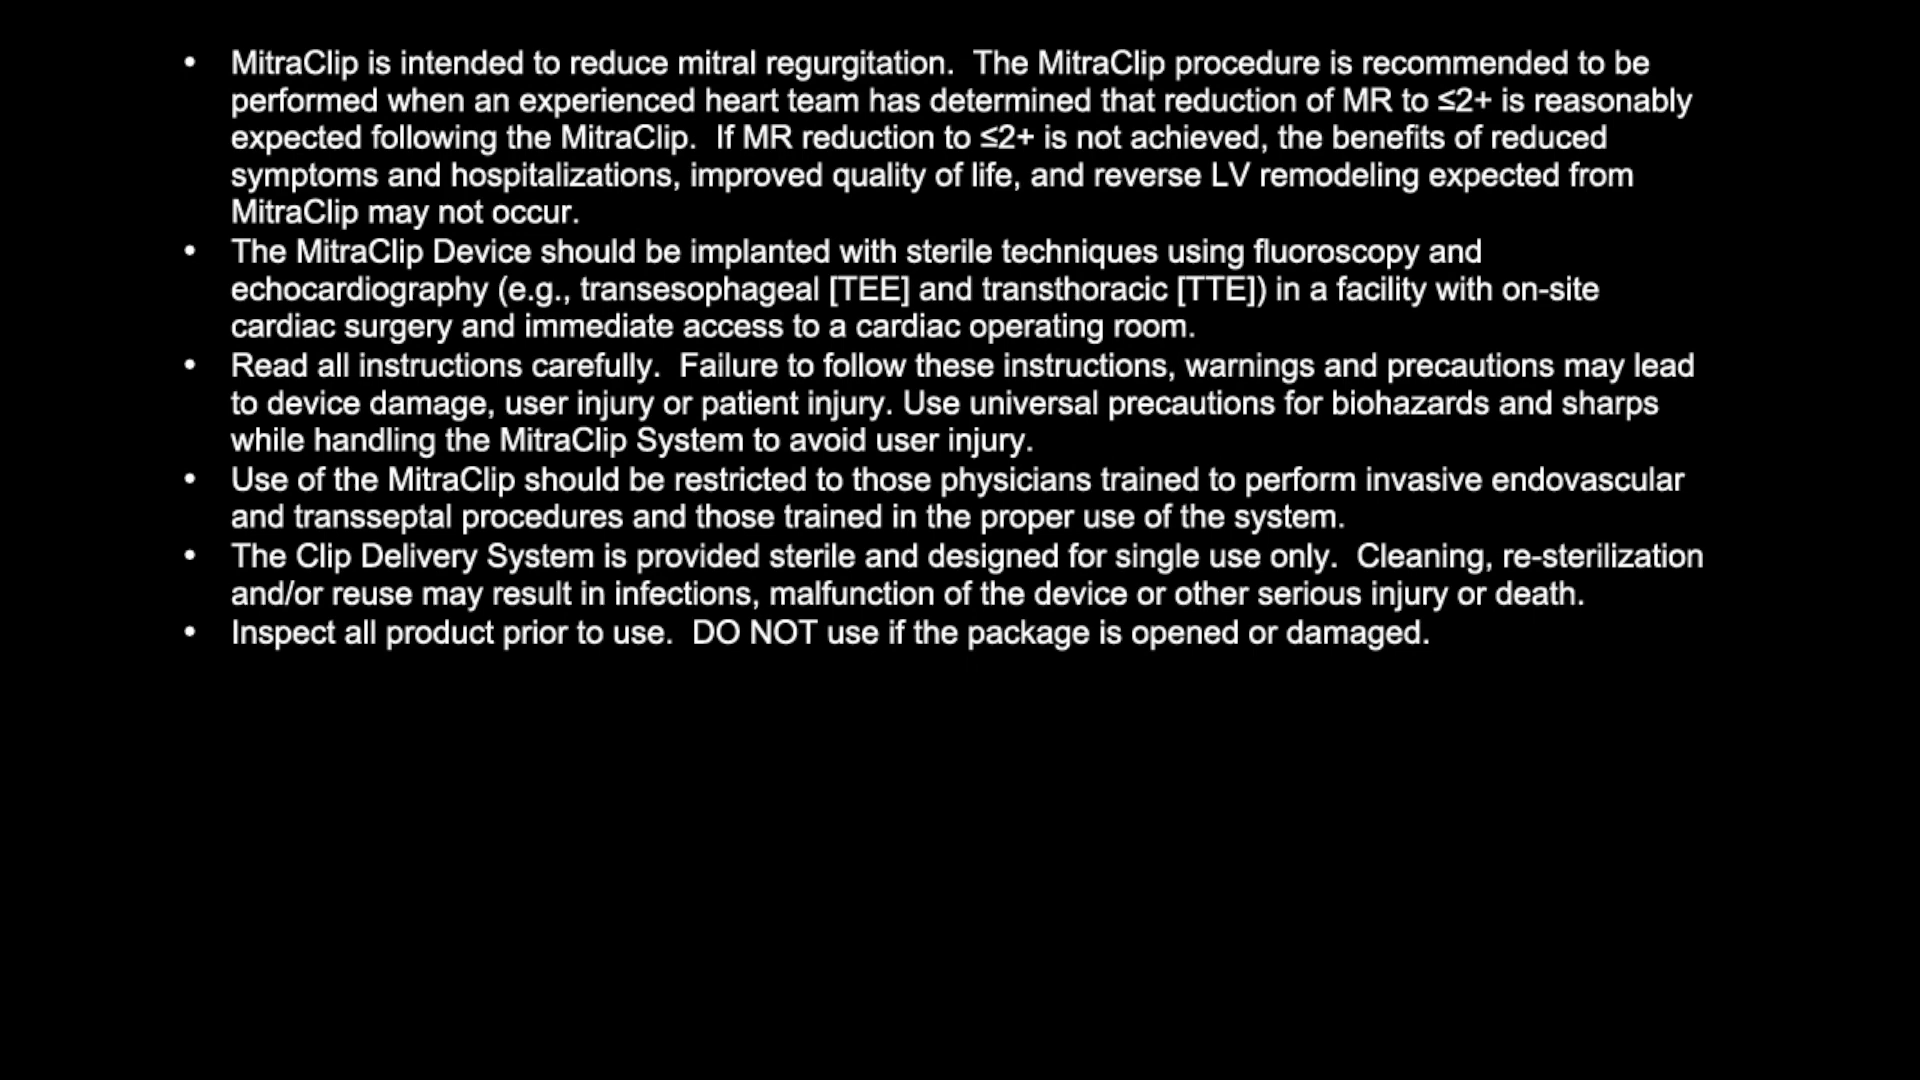 • MitraClip is intended to reduce mitral regurgitation.  The MitraClip procedure is recommended to be
performed when an experienced heart team has determined that reduction of MR to ≤2+ is reasonably
expected following the MitraClip.  If MR reduction to ≤2+ is not achieved, the benefits of reduced
symptoms and hospitalizations, improved quality of life, and reverse LV remodeling expected from
MitraClip may not occur.
• The MitraClip Device should be implanted with sterile techniques using fluoroscopy and
echocardiography (e.g., transesophageal [TEE] and transthoracic [TTE]) in a facility with on-site
cardiac surgery and immediate access to a cardiac operating room.
• Read all instructions carefully.  Failure to follow these instructions, warnings and precautions may lead
to device damage, user injury or patient injury. Use universal precautions for biohazards and sharps
while handling the MitraClip System to avoid user injury.
• Use of the MitraClip should be restricted to those physicians trained to perform invasive endovascular
and transseptal procedures and those trained in the proper use of the system.
• The Clip Delivery System is provided sterile and designed for single use only.  Cleaning, re-sterilization
and/or reuse may result in infections, malfunction of the device or other serious injury or death.
• Inspect all product prior to use.  DO NOT use if the package is opened or damaged.